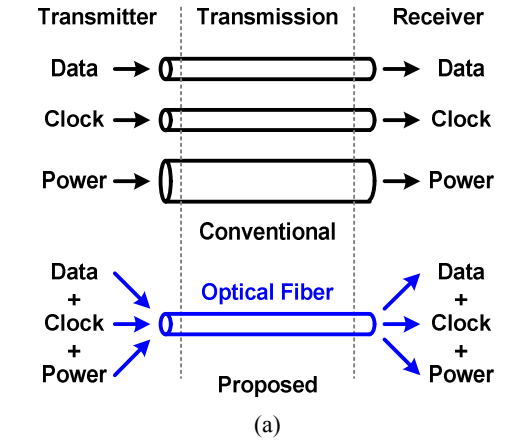 Transmitter Transmission Receiver
Data Data
Clock Clock
Power Power
Conventional
Data Optical Fiber Data
+ +
Clock Clock
+ +
Power Power
Proposed
(a)